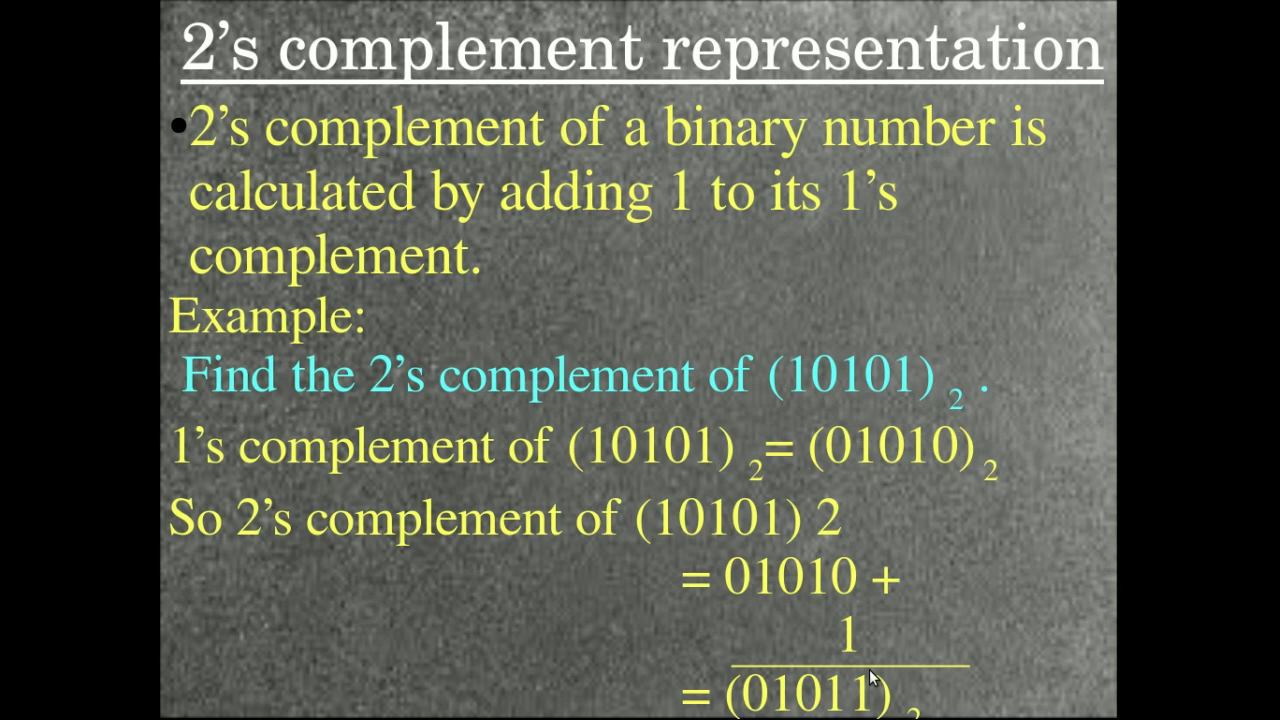 2’s complement representation
•2’s complement of a binary number is
calculated by adding 1 to its 1’s
complement.
Example:
Find the 2’s complement of (10101) 2 .
1’s complement of (10101) 2= (01010) 2
So 2’s complement of (10101) 2
= 01010 +
1
= (01011) 2